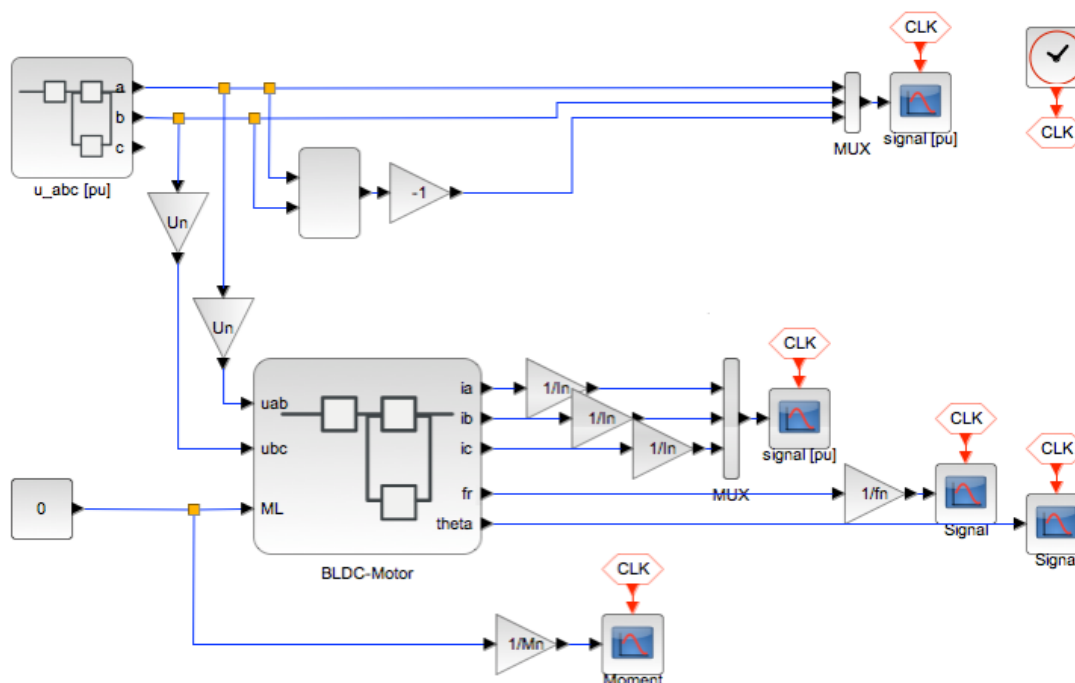 CLK
a
b
c
u_abc [pu]
MUX
signal [pu]
CLK
-1
Un
Un
CLK
uab
ubc
ML
ia
ib
ic
fr
theta
1/In
1/In
1/In
MUX
signal [pu]
CLK
CLK
1/fn
Signal
Signal
0
BLDC-Motor
CLK
1/Mn
Moment